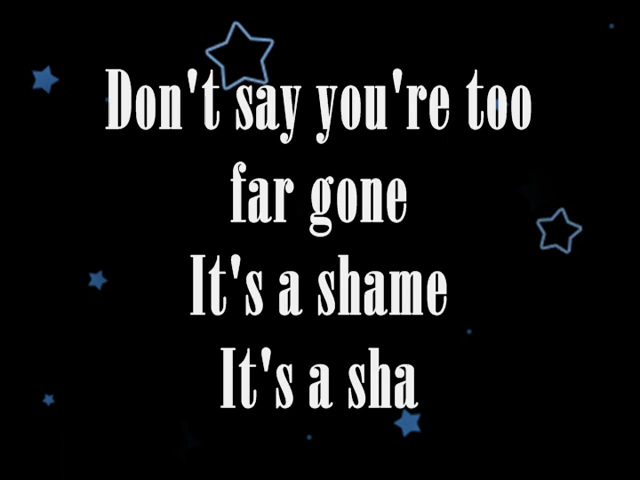 Don't say you're too
far gone
It's a shame
It's a sha